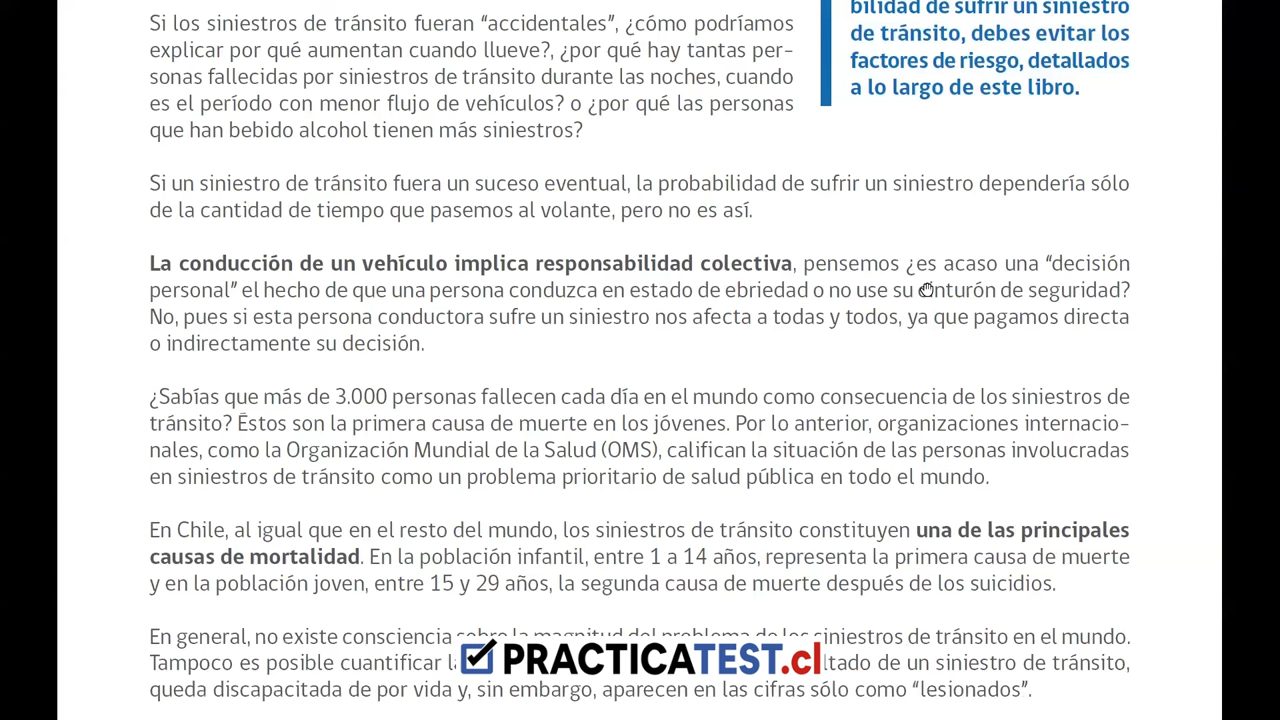 Si los siniestros de tránsito fueran “accidentales”, ¿cómo podríamos
explicar por qué aumentan cuando llueve?, ¿por qué hay tantas per-
sonas fallecidas por siniestros de tránsito durante las noches, cuando
es el período con menor flujo de vehículos? o ¿por qué las personas
que han bebido alcohol tienen más siniestros?
bilidad de sufrir un siniestro
de tránsito, debes evitar los
factores de riesgo, detallados
a lo largo de este libro.
Si un siniestro de tránsito fuera un suceso eventual, la probabilidad de sufrir un siniestro dependería sólo
de la cantidad de tiempo que pasemos al volante, pero no es así.
La conducción de un vehículo implica responsabilidad colectiva, pensemos ¿es acaso una “decisión
personal” el hecho de que una persona conduzca en estado de ebriedad o no use su cinturón de seguridad?
No, pues si esta persona conductora sufre un siniestro nos afecta a todas y todos, ya que pagamos directa
o indirectamente su decisión.
¿Sabías que más de 3.000 personas fallecen cada día en el mundo como consecuencia de los siniestros de
tránsito? Éstos son la primera causa de muerte en los jóvenes. Por lo anterior, organizaciones internacio-
nales, como la Organización Mundial de la Salud (OMS), califican la situación de las personas involucradas
en siniestros de tránsito como un problema prioritario de salud pública en todo el mundo.
En Chile, al igual que en el resto del mundo, los siniestros de tránsito constituyen una de las principales
causas de mortalidad. En la población infantil, entre 1 a 14 años, representa la primera causa de muerte
y en la población joven, entre 15 y 29 años, la segunda causa de muerte después de los suicidios.
En general, no existe consciencia sobre la magnitud del problema de los siniestros de tránsito en el mundo.
Tampoco es posible cuantificar de un siniestro de tránsito,
queda discapacitada de por vida y, sin embargo, aparecen en las cifras sólo como “lesionados”.
PRACTICATEST.cl